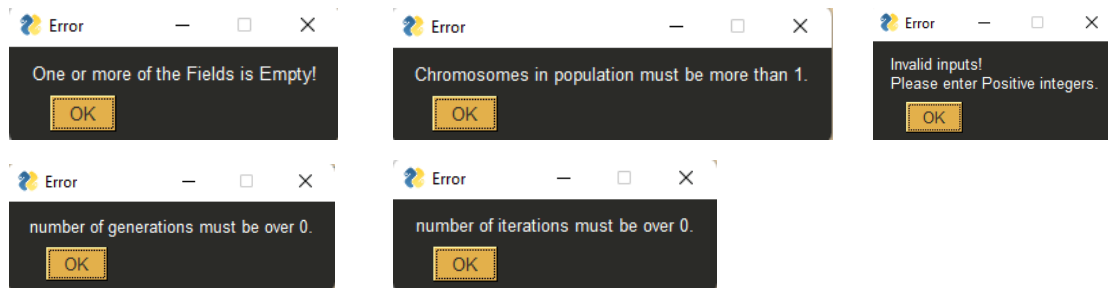 Error
One or more of the Fields is Empty!
OK
Error
Chromosomes in population must be more than 1.
OK
Error
Invalid inputs!
Please enter Positive integers.
OK
Error
number of generations must be over 0.
OK
Error
number of iterations must be over 0.
OK